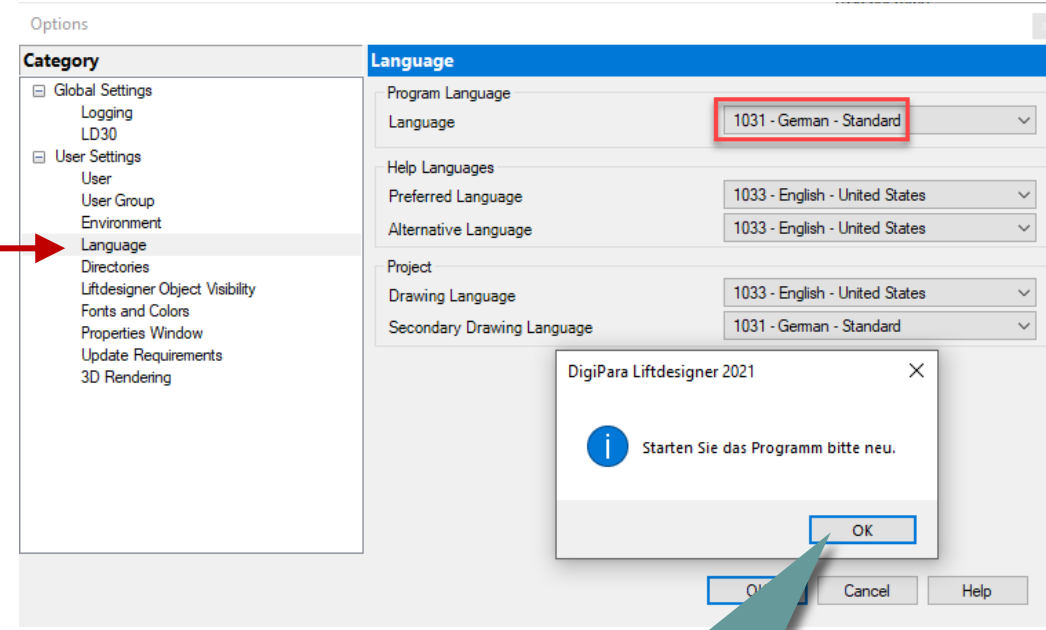 Options
Category
Global Settings
Logging
LD30
User Settings
User
User Group
Environment
Language
Directories
Liftdesigner Object Visibility
Fonts and Colors
Properties Window
Update Requirements
3D Rendering
Language
Program Language
Language 1031 - German - Standard
Help Languages
Preferred Language 1033 - English - United States
Alternative Language 1033 - English - United States
Project
Drawing Language 1033 - English - United States
Secondary Drawing Language 1031 - German - Standard
DigiPara Liftdesigner 2021
Starten Sie das Programm bitte neu.
OK
Cancel Help